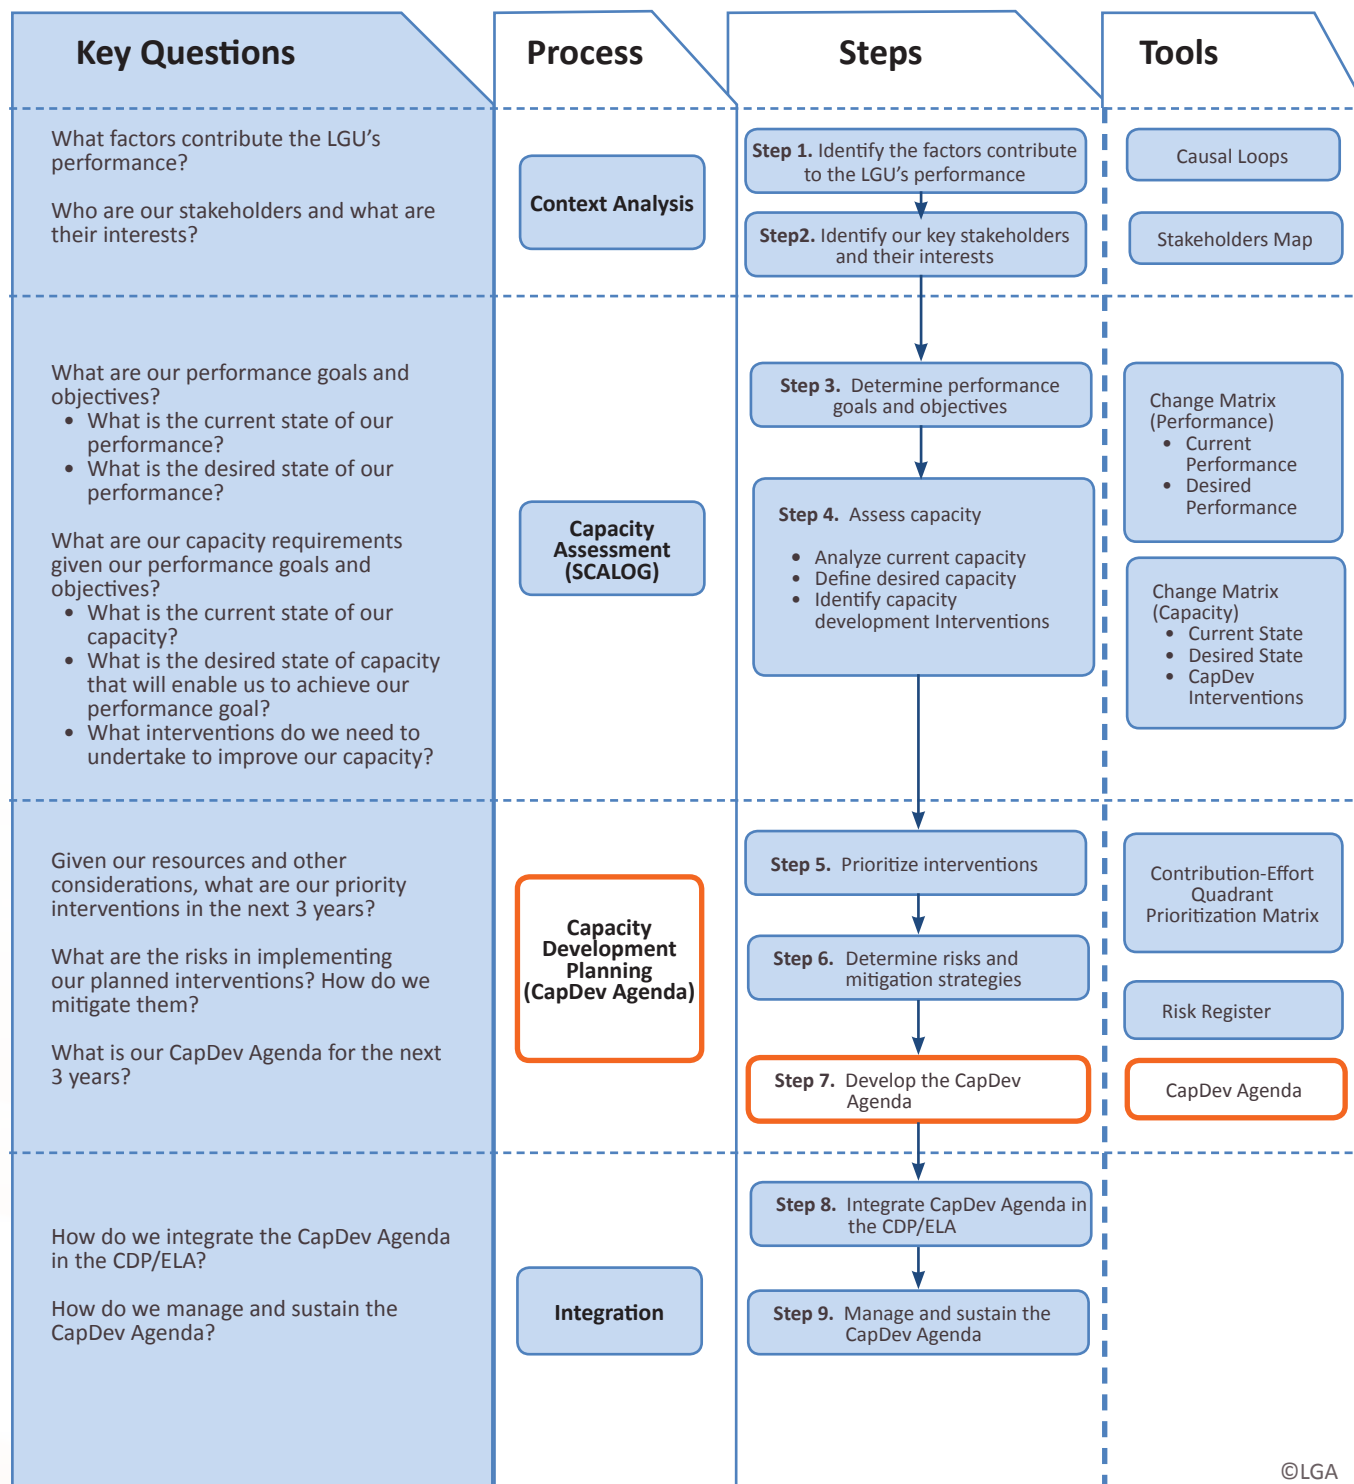 Key Questions
Process
Steps
Tools
What factors contribute the LGU's
performance?
Who are our stakeholders and what are
their interests?
Context Analysis
Step 1. Identify the factors contribute
to the LGU's performance
Step2. Identify our key stakeholders
and their interests
Causal Loops
Stakeholders Map
What are our performance goals and
objectives?
• What is the current state of our
performance?
• What is the desired state of our
performance?
What are our capacity requirements
given our performance goals and
objectives?
• What is the current state of our
capacity?
• What is the desired state of capacity
that will enable us to achieve our
performance goal?
• What interventions do we need to
undertake to improve our capacity?
Capacity
Assessment
(SCALOG)
Step 3. Determine performance
goals and objectives
Step 4. Assess capacity
• Analyze current capacity
• Define desired capacity
• Identify capacity
development Interventions
Change Matrix
(Performance)
• Current
Performance
• Desired
Performance
Change Matrix
(Capacity)
• Current State
• Desired State
• CapDev
Interventions
Given our resources and other
considerations, what are our priority
interventions in the next 3 years?
What are the risks in implementing
our planned interventions? How do we
mitigate them?
What is our CapDev Agenda for the next
3 years?
Capacity
Development
Planning
(CapDev Agenda)
Step 5. Prioritize interventions
Step 6. Determine risks and
mitigation strategies
Step 7. Develop the CapDev
Agenda
Contribution-Effort
Quadrant
Prioritization Matrix
Risk Register
CapDev Agenda
How do we integrate the CapDev Agenda
in the CDP/ELA?
How do we manage and sustain the
CapDev Agenda?
Integration
Step 8. Integrate CapDev Agenda in
the CDP/ELA
Step 9. Manage and sustain the
CapDev Agenda
©LGA